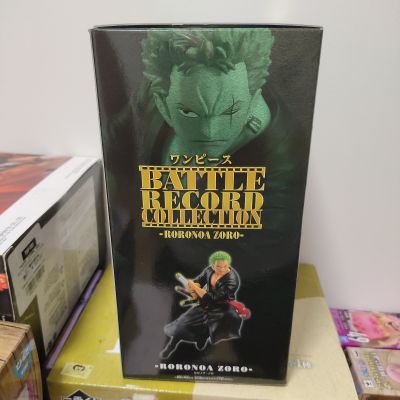 ワンピース
BATTLE
RECORD
COLLECTION
-RORONOA ZORO-
-RORONOA ZORO-